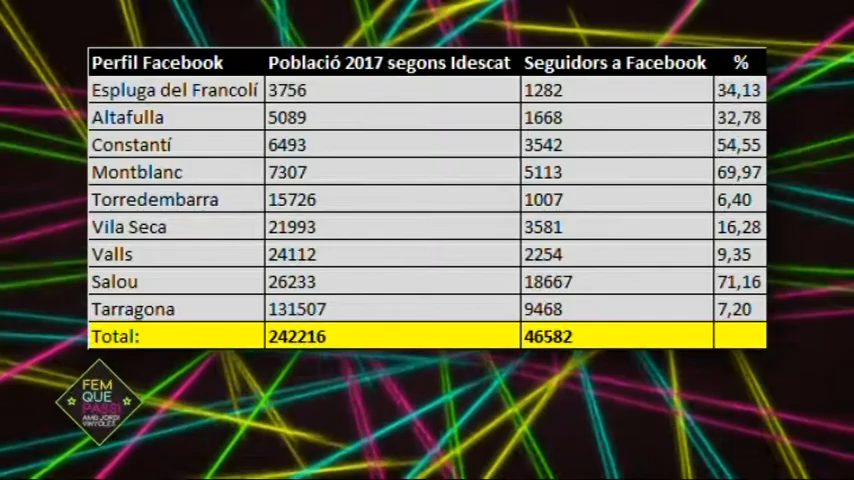 Perfil Facebook Població 2017 segons Idescat Seguidors a Facebook %
Espluga del Francolí 3756 1282 34,13
Altafulla 5089 1668 32,78
Constantí 6493 3542 54,55
Montblanc 7307 5113 69,97
Torredembarra 15726 1007 6,40
Vila Seca 21993 3581 16,28
Valls 24112 2254 9,35
Salou 26233 18667 71,16
Tarragona 131507 9468 7,20
Total: 242216 46582
FEM
QUE
PASSI
AMB JORDI
VINYOLES